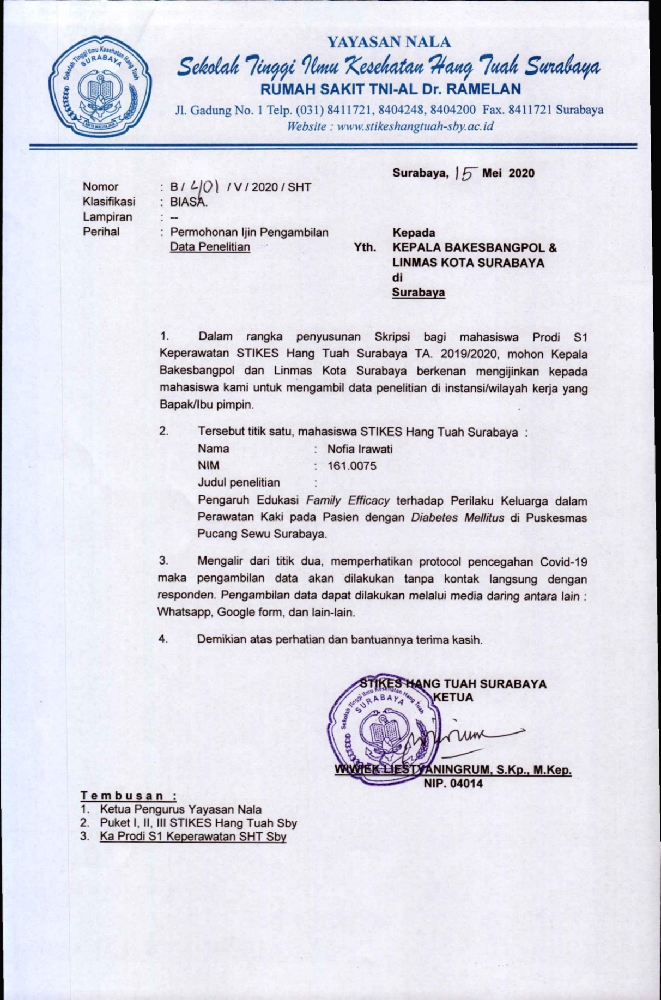 Sekolah Tinggi Ilmu Kesehatan Hang Tuah
SURABAYA
SATYA WALUYA JAYA
YAYASAN NALA
Sekolah Tinggi Ilmu Kesehatan Hang Tuah Surabaya
RUMAH SAKIT TNI-AL Dr. RAMELAN
Jl. Gadung No. 1 Telp. (031) 8411721, 8404248, 8404200 Fax. 8411721 Surabaya
Website : www.stikeshangtuah-sby.ac.id
Surabaya, 15 Mei 2020
Nomor : B / 401 / V / 2020 / SHT
Klasifikasi : BIASA.
Lampiran : --
Perihal : Permohonan Ijin Pengambilan
Data Penelitian
Kepada
Yth. KEPALA BAKESBANGPOL &
LINMAS KOTA SURABAYA
di
Surabaya
1. Dalam rangka penyusunan Skripsi bagi mahasiswa Prodi S1
Keperawatan STIKES Hang Tuah Surabaya TA. 2019/2020, mohon Kepala
Bakesbangpol dan Linmas Kota Surabaya berkenan mengijinkan kepada
mahasiswa kami untuk mengambil data penelitian di instansi/wilayah kerja yang
Bapak/Ibu pimpin.
2. Tersebut titik satu, mahasiswa STIKES Hang Tuah Surabaya :
Nama : Nofia Irawati
NIM : 161.0075
Judul penelitian :
Pengaruh Edukasi Family Efficacy terhadap Perilaku Keluarga dalam
Perawatan Kaki pada Pasien dengan Diabetes Mellitus di Puskesmas
Pucang Sewu Surabaya.
3. Mengalir dari titik dua, memperhatikan protocol pencegahan Covid-19
maka pengambilan data akan dilakukan tanpa kontak langsung dengan
responden. Pengambilan data dapat dilakukan melalui media daring antara lain :
Whatsapp, Google form, dan lain-lain.
4. Demikian atas perhatian dan bantuannya terima kasih.
STIKES HANG TUAH SURABAYA
KETUA
Sekolah Tinggi Ilmu Kesehatan Hang Tuah
SURABAYA
WIWIEK LIESTYANINGRUM, S.Kp., M.Kep.
NIP. 04014
Tembusan :
1. Ketua Pengurus Yayasan Nala
2. Puket I, II, III STIKES Hang Tuah Sby
3. Ka Prodi S1 Keperawatan SHT Sby